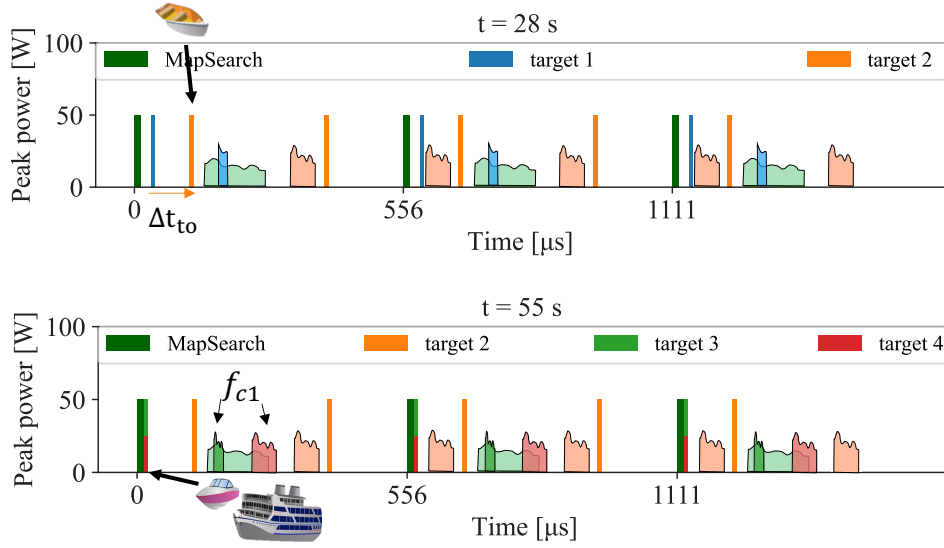 t = 28 s
Peak power [W]
100
50
0
MapSearch
target 1
target 2
0
556
1111
Δt_to
Time [μs]
t = 55 s
Peak power [W]
100
50
0
MapSearch
target 2
target 3
target 4
f_c1
0
556
1111
Time [μs]